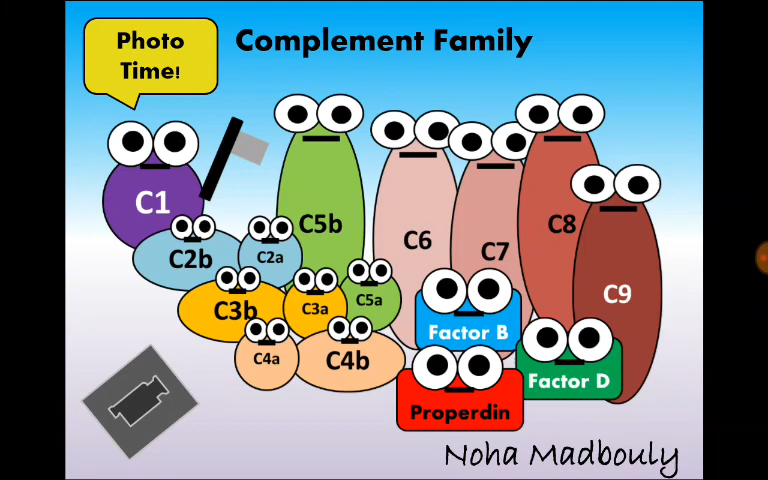 Photo
Time!
Complement Family
C1
C5b
C6
C7
C8
C9
C2b
C2a
C3b
C3a
C5a
C4a
C4b
Factor B
Factor D
Properdin
Noha Madbouly